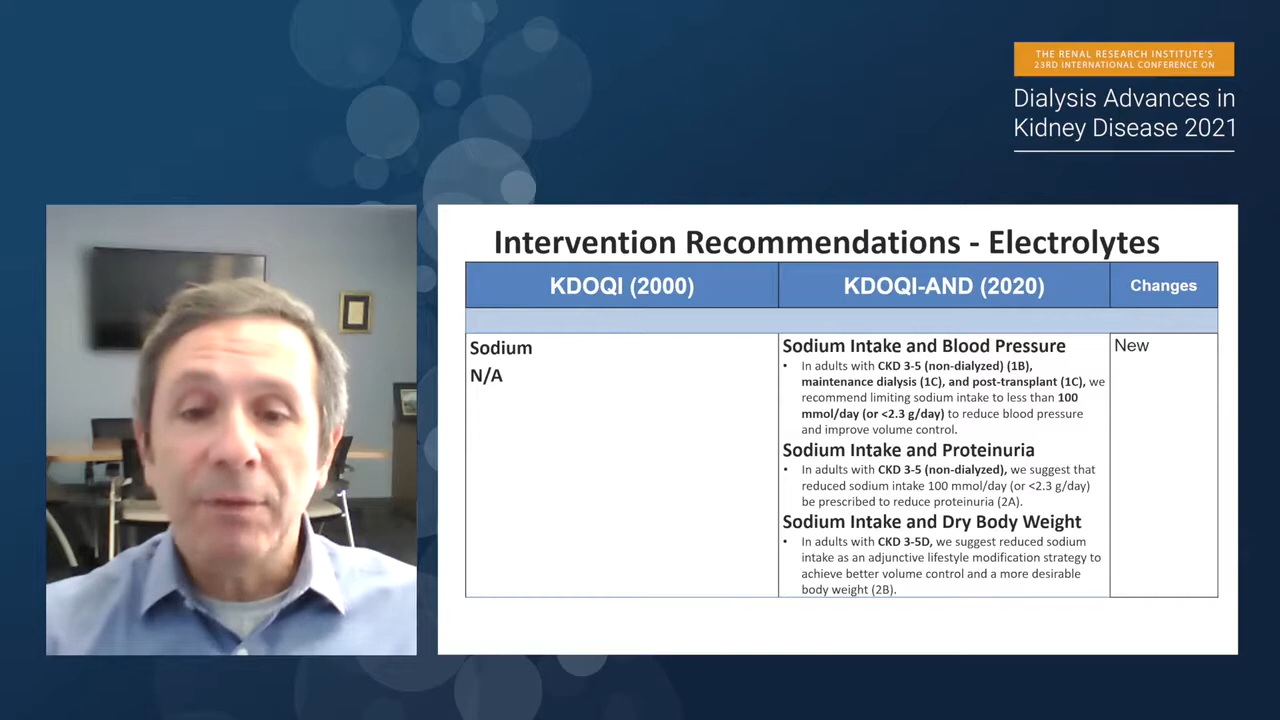 THE RENAL RESEARCH INSTITUTE'S
23RD INTERNATIONAL CONFERENCE ON
Dialysis Advances in
Kidney Disease 2021
Intervention Recommendations - Electrolytes
KDOQI (2000)
KDOQI-AND (2020)
Changes
Sodium
N/A
Sodium Intake and Blood Pressure
• In adults with CKD 3-5 (non-dialyzed) (1B),
maintenance dialysis (1C), and post-transplant (1C), we
recommend limiting sodium intake to less than 100
mmol/day (or <2.3 g/day) to reduce blood pressure
and improve volume control.
Sodium Intake and Proteinuria
• In adults with CKD 3-5 (non-dialyzed), we suggest that
reduced sodium intake 100 mmol/day (or <2.3 g/day)
be prescribed to reduce proteinuria (2A).
Sodium Intake and Dry Body Weight
• In adults with CKD 3-5D, we suggest reduced sodium
intake as an adjunctive lifestyle modification strategy to
achieve better volume control and a more desirable
body weight (2B).
New